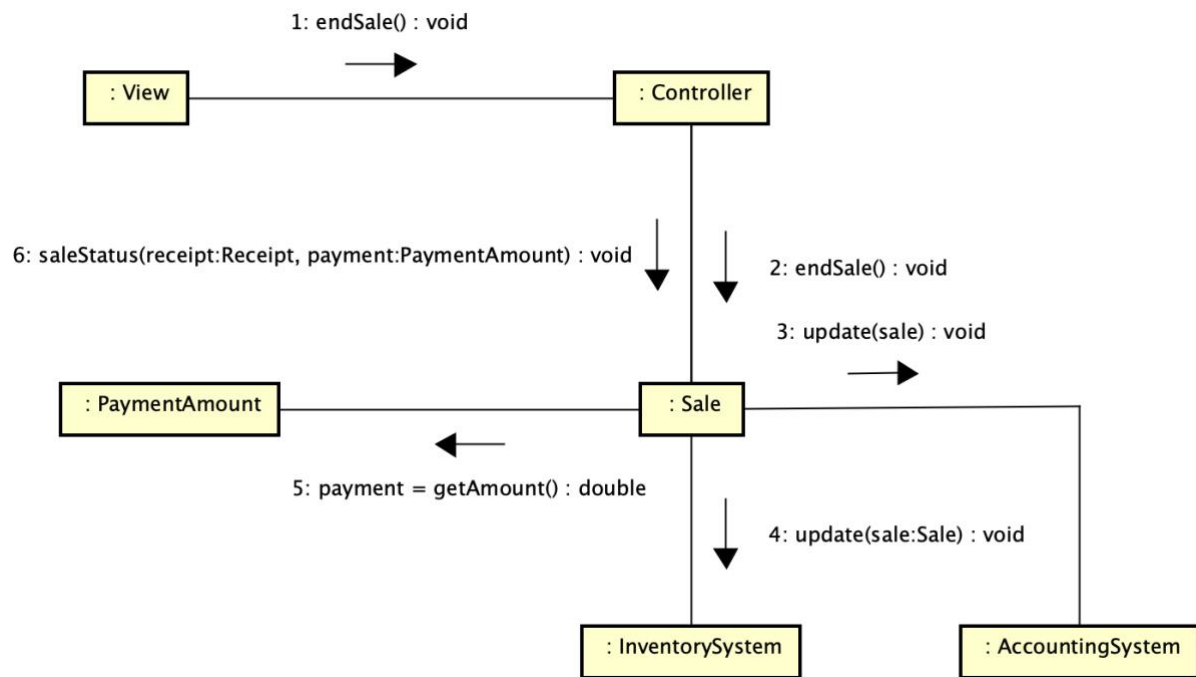 1: endSale() : void
: View
: Controller
6: saleStatus(receipt:Receipt, payment:PaymentAmount) : void
2: endSale() : void
3: update(sale) : void
: PaymentAmount
: Sale
5: payment = getAmount() : double
4: update(sale:Sale) : void
: InventorySystem
: AccountingSystem